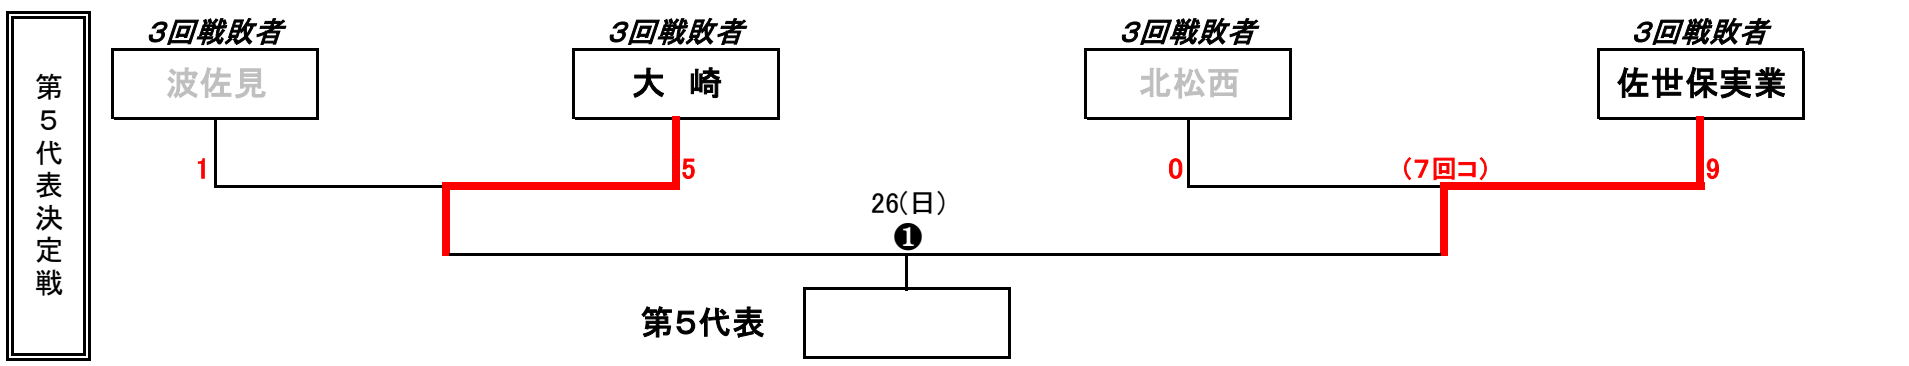 第５代表決定戦
３回戦敗者
３回戦敗者
３回戦敗者
３回戦敗者
波佐見
大　崎
北松西
佐世保実業
1
5
0
（７回コ）
9
26(日)
❶
第５代表